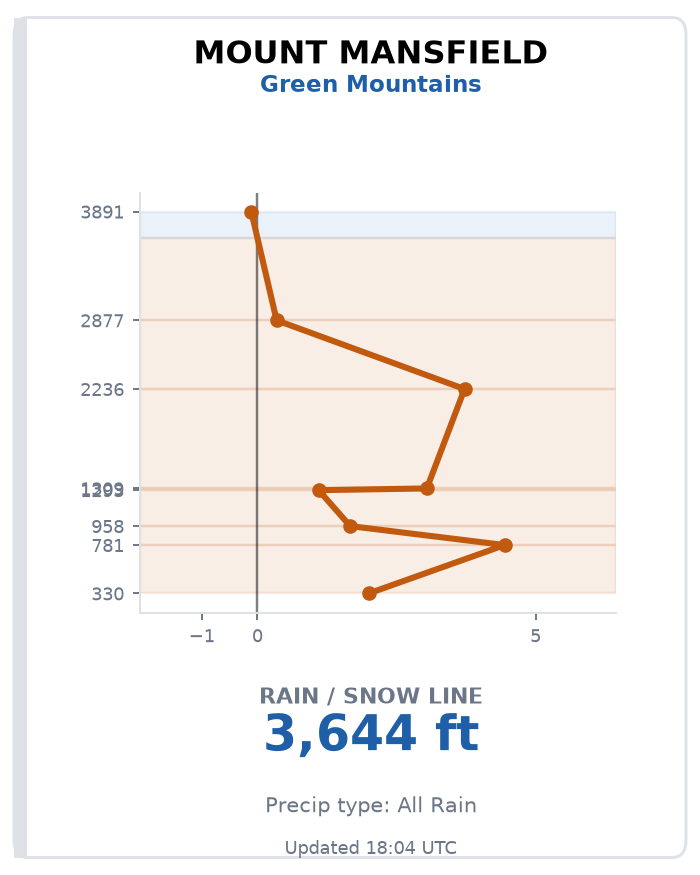 MOUNT MANSFIELD
Green Mountains
3891
2877
2236
958
781
330
−1 0 5
RAIN / SNOW LINE
3,644 ft
Precip type: All Rain
Updated 18:04 UTC